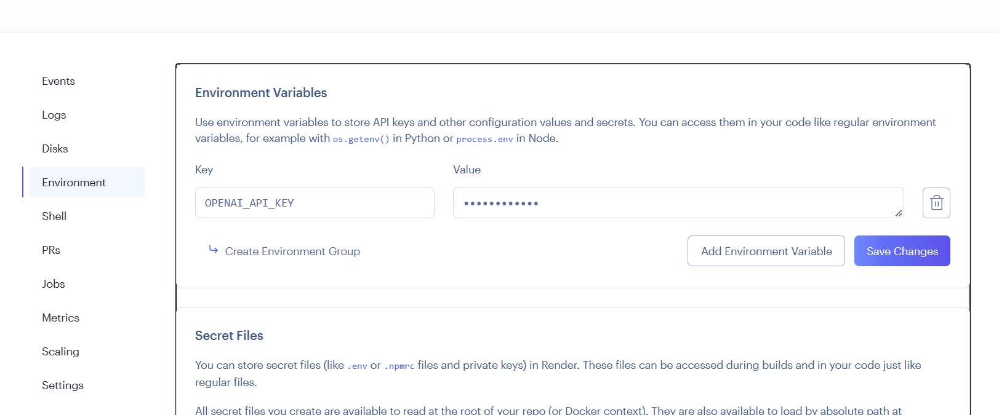 Events
Logs
Disks
Environment
Shell
PRs
Jobs
Metrics
Scaling
Settings
Environment Variables
Use environment variables to store API keys and other configuration values and secrets. You can access them in your code like regular environment
variables, for example with os.getenv() in Python or process.env in Node.
Key Value
OPENAI_API_KEY ••••••••••••
Create Environment Group Add Environment Variable Save Changes
Secret Files
You can store secret files (like .env or .npmrc files and private keys) in Render. These files can be accessed during builds and in your code just like
regular files.
All secret files you create are available to read at the root of your repo (or Docker context). They are also available to load by absolute path at